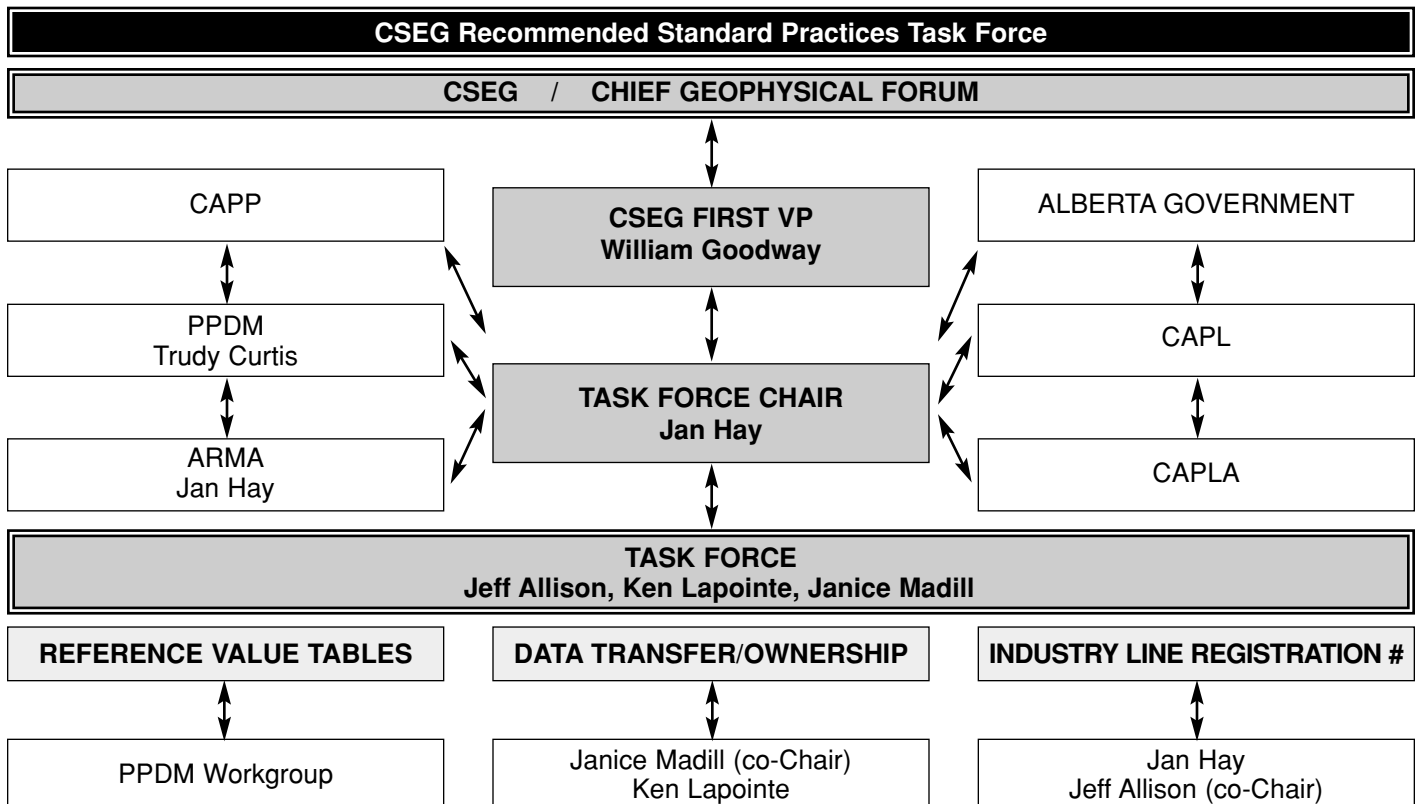 CSEG Recommended Standard Practices Task Force
CSEG / CHIEF GEOPHYSICAL FORUM
CAPP
CSEG FIRST VP
William Goodway
ALBERTA GOVERNMENT
PPDM
Trudy Curtis
CAPL
TASK FORCE CHAIR
Jan Hay
ARMA
Jan Hay
CAPLA
TASK FORCE
Jeff Allison, Ken Lapointe, Janice Madill
REFERENCE VALUE TABLES
DATA TRANSFER/OWNERSHIP
INDUSTRY LINE REGISTRATION #
PPDM Workgroup
Janice Madill (co-Chair)
Ken Lapointe
Jan Hay
Jeff Allison (co-Chair)